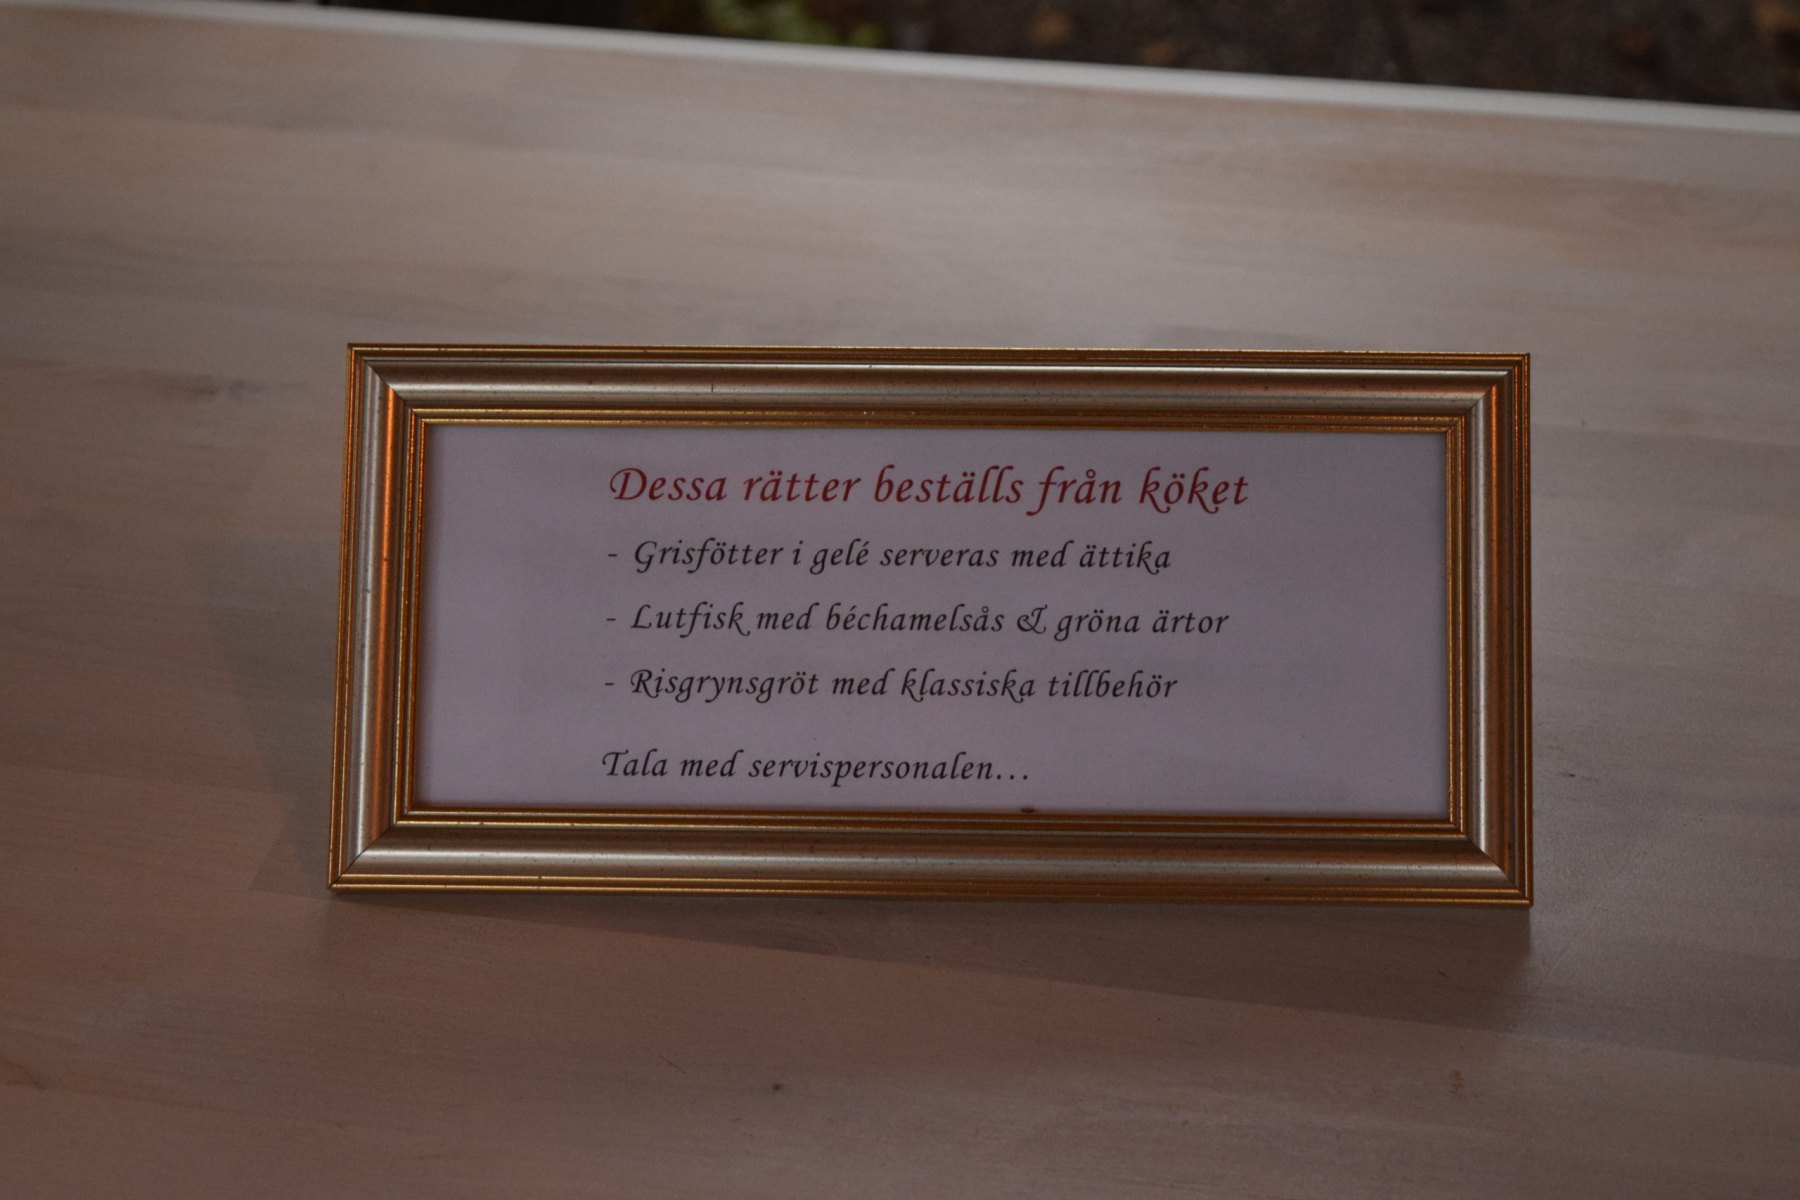 Dessa rätter beställs från köket
- Grisfötter i gelé serveras med ättika
- Lutfisk med béchamelsås & gröna ärtor
- Risgrynsgröt med klassiska tillbehör
Tala med servispersonalen...